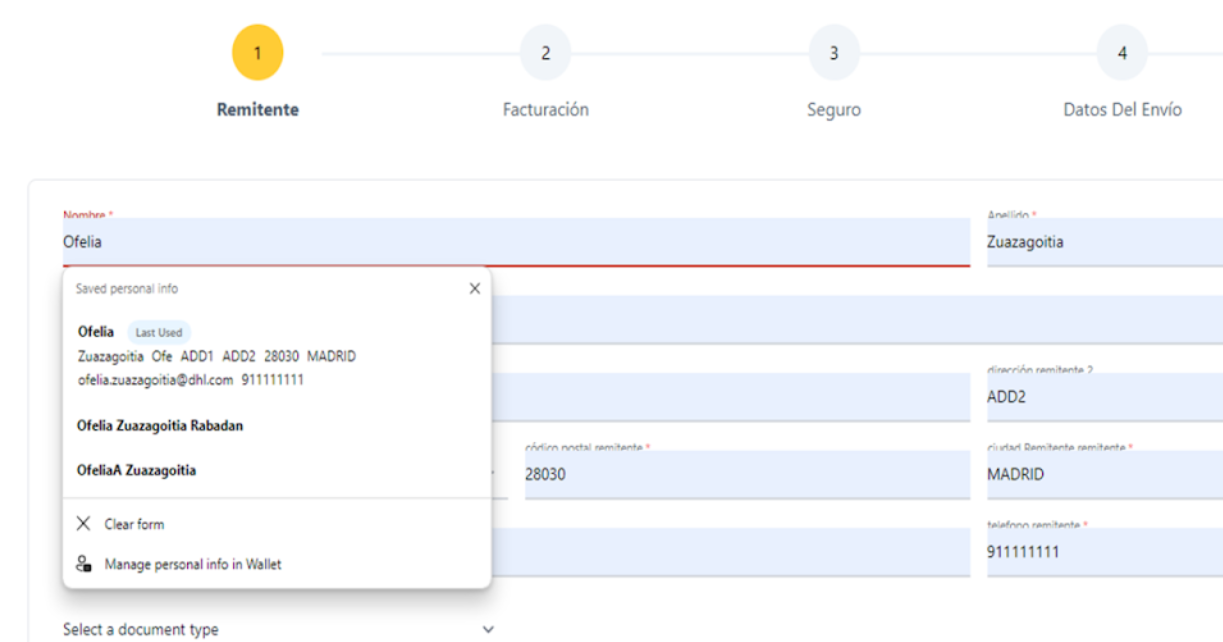 1
2
3
4
Remitente
Facturación
Seguro
Datos Del Envío
Nombre *
Apellido *
Ofelia
Zuazagoitia
Saved personal info
Ofelia Last Used
Zuazagoitia Ofe ADD1 ADD2 28030 MADRID
ofelia.zuazagoitia@dhl.com 911111111
Ofelia Zuazagoitia Rabadan
OfeliaA Zuazagoitia
Clear form
Manage personal info in Wallet
dirección remitente 2
ADD2
código postal remitente *
28030
ciudad Remitente remitente *
MADRID
telefono remitente *
911111111
Select a document type